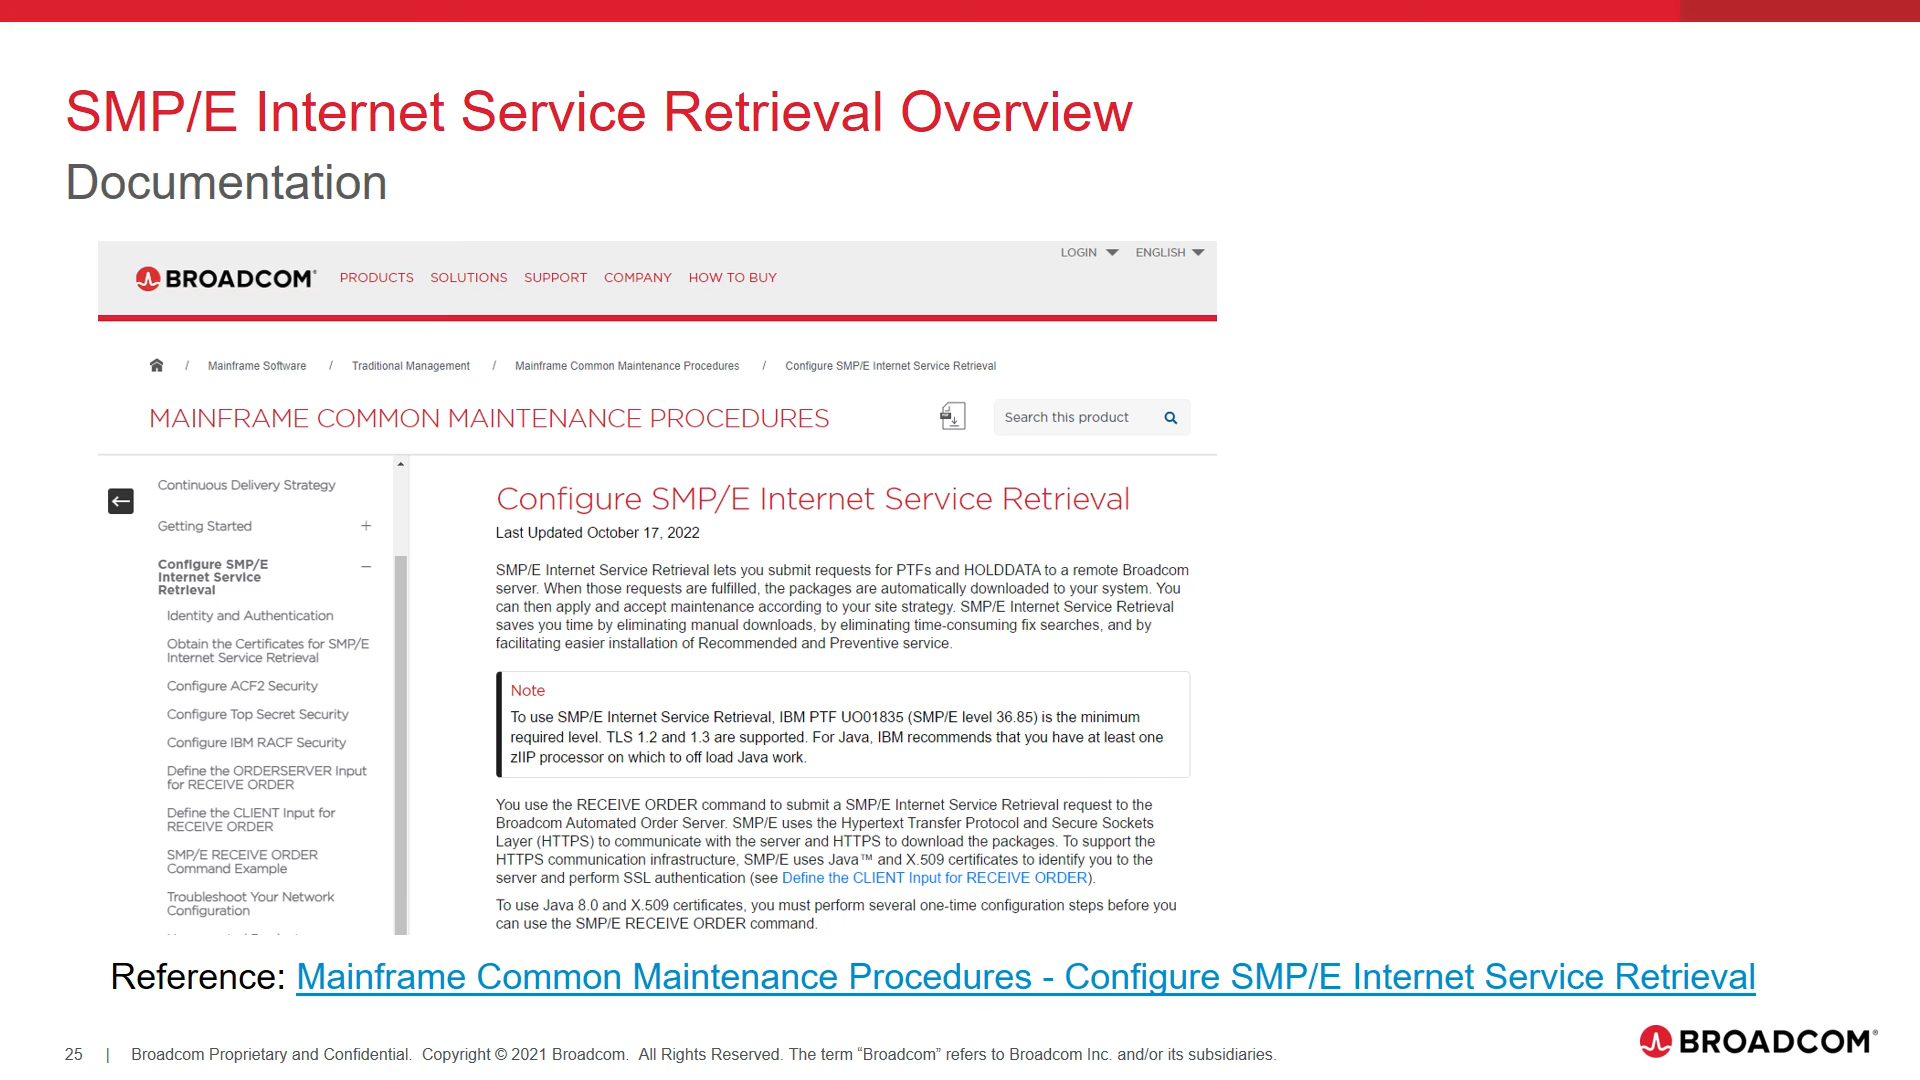 SMP/E Internet Service Retrieval Overview
Documentation
LOGIN ENGLISH
BROADCOM® PRODUCTS SOLUTIONS SUPPORT COMPANY HOW TO BUY
/ Mainframe Software / Traditional Management / Mainframe Common Maintenance Procedures / Configure SMP/E Internet Service Retrieval
MAINFRAME COMMON MAINTENANCE PROCEDURES
Search this product
Continuous Delivery Strategy
Getting Started +
Configure SMP/E –
Internet Service
Retrieval
Identity and Authentication
Obtain the Certificates for SMP/E
Internet Service Retrieval
Configure ACF2 Security
Configure Top Secret Security
Configure IBM RACF Security
Define the ORDERSERVER Input
for RECEIVE ORDER
Define the CLIENT Input for
RECEIVE ORDER
SMP/E RECEIVE ORDER
Command Example
Troubleshoot Your Network
Configuration
Configure SMP/E Internet Service Retrieval
Last Updated October 17, 2022
SMP/E Internet Service Retrieval lets you submit requests for PTFs and HOLDDATA to a remote Broadcom
server. When those requests are fulfilled, the packages are automatically downloaded to your system. You
can then apply and accept maintenance according to your site strategy. SMP/E Internet Service Retrieval
saves you time by eliminating manual downloads, by eliminating time-consuming fix searches, and by
facilitating easier installation of Recommended and Preventive service.
Note
To use SMP/E Internet Service Retrieval, IBM PTF UO01835 (SMP/E level 36.85) is the minimum
required level. TLS 1.2 and 1.3 are supported. For Java, IBM recommends that you have at least one
zIIP processor on which to off load Java work.
You use the RECEIVE ORDER command to submit a SMP/E Internet Service Retrieval request to the
Broadcom Automated Order Server. SMP/E uses the Hypertext Transfer Protocol and Secure Sockets
Layer (HTTPS) to communicate with the server and HTTPS to download the packages. To support the
HTTPS communication infrastructure, SMP/E uses Java™ and X.509 certificates to identify you to the
server and perform SSL authentication (see Define the CLIENT Input for RECEIVE ORDER).
To use Java 8.0 and X.509 certificates, you must perform several one-time configuration steps before you
can use the SMP/E RECEIVE ORDER command.
Reference: Mainframe Common Maintenance Procedures - Configure SMP/E Internet Service Retrieval
25 | Broadcom Proprietary and Confidential. Copyright © 2021 Broadcom. All Rights Reserved. The term “Broadcom” refers to Broadcom Inc. and/or its subsidiaries.
BROADCOM®